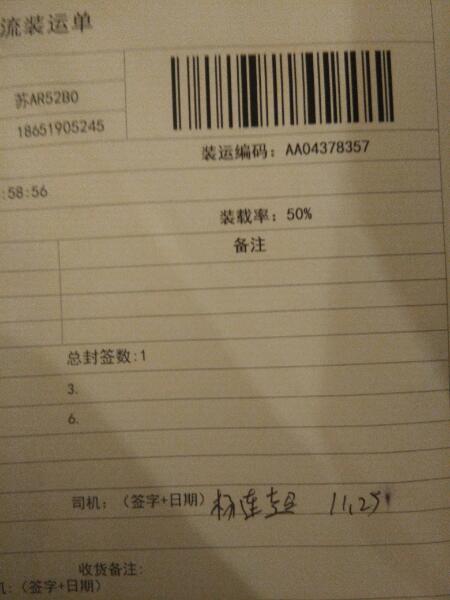 流装运单
苏AR52B0
18651905245
装运编码: AA04378357
:58:56
装载率: 50%
备注
总封签数:1
3.
6.
司机: (签字+日期) 11.25
收货备注:
机:(签字+日期)